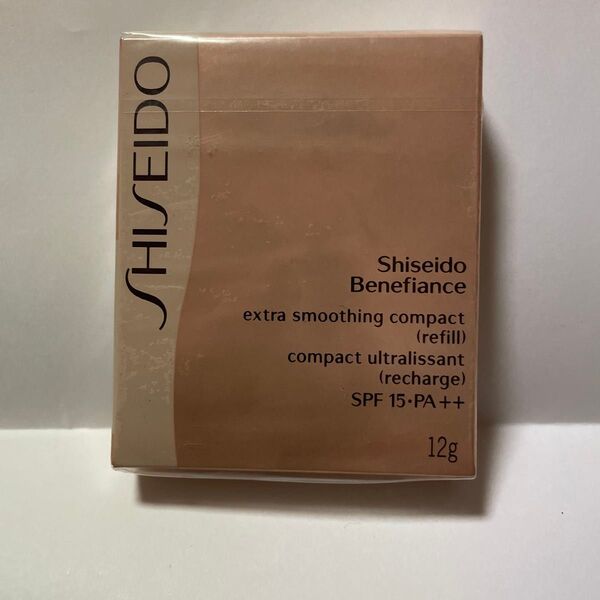 SHISEIDO
Shiseido
Benefiance
extra smoothing compact
(refill)
compact ultralissant
(recharge)
SPF 15•PA++
12g